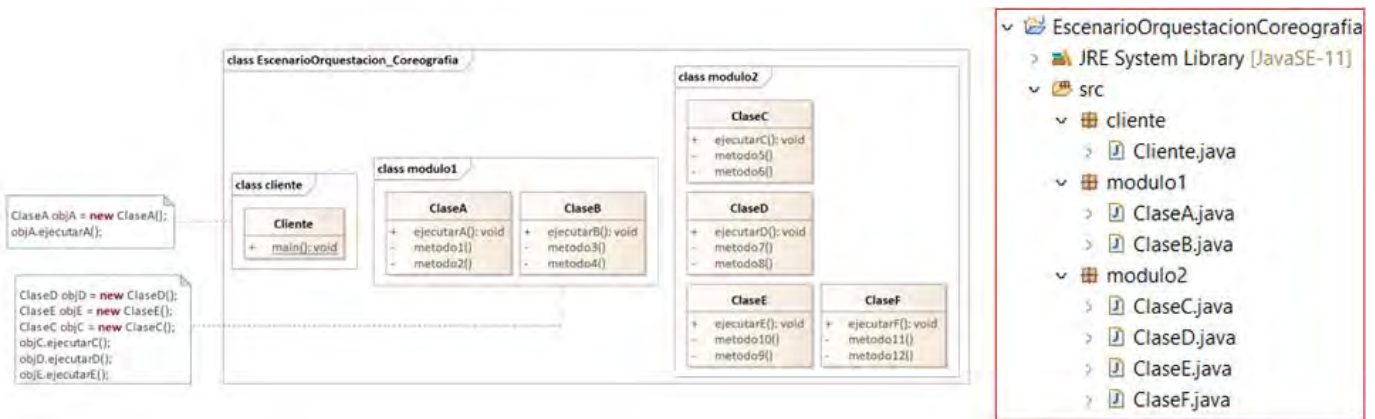 class EscenarioOrquestacion_Coreografia
ClaseA objA = new ClaseA();
objA.ejecutarA();
ClaseD objD = new ClaseD();
ClaseE objE = new ClaseE();
ClaseC objC = new ClaseC();
objC.ejecutarC();
objD.ejecutarD();
objE.ejecutarE();
class cliente
Cliente
+ main(): void
class modulo1
ClaseA
+ ejecutarA(): void
- metodo1()
- metodo2()
ClaseB
+ ejecutarB(): void
- metodo3()
- metodo4()
class modulo2
ClaseC
+ ejecutarC(): void
- metodo5()
- metodo6()
ClaseD
+ ejecutarD(): void
- metodo7()
- metodo8()
ClaseE
+ ejecutarE(): void
- metodo10()
- metodo9()
ClaseF
+ ejecutarF(): void
- metodo11()
- metodo12()
EscenarioOrquestacionCoreografia
JRE System Library [JavaSE-11]
src
cliente
Cliente.java
modulo1
ClaseA.java
ClaseB.java
modulo2
ClaseC.java
ClaseD.java
ClaseE.java
ClaseF.java